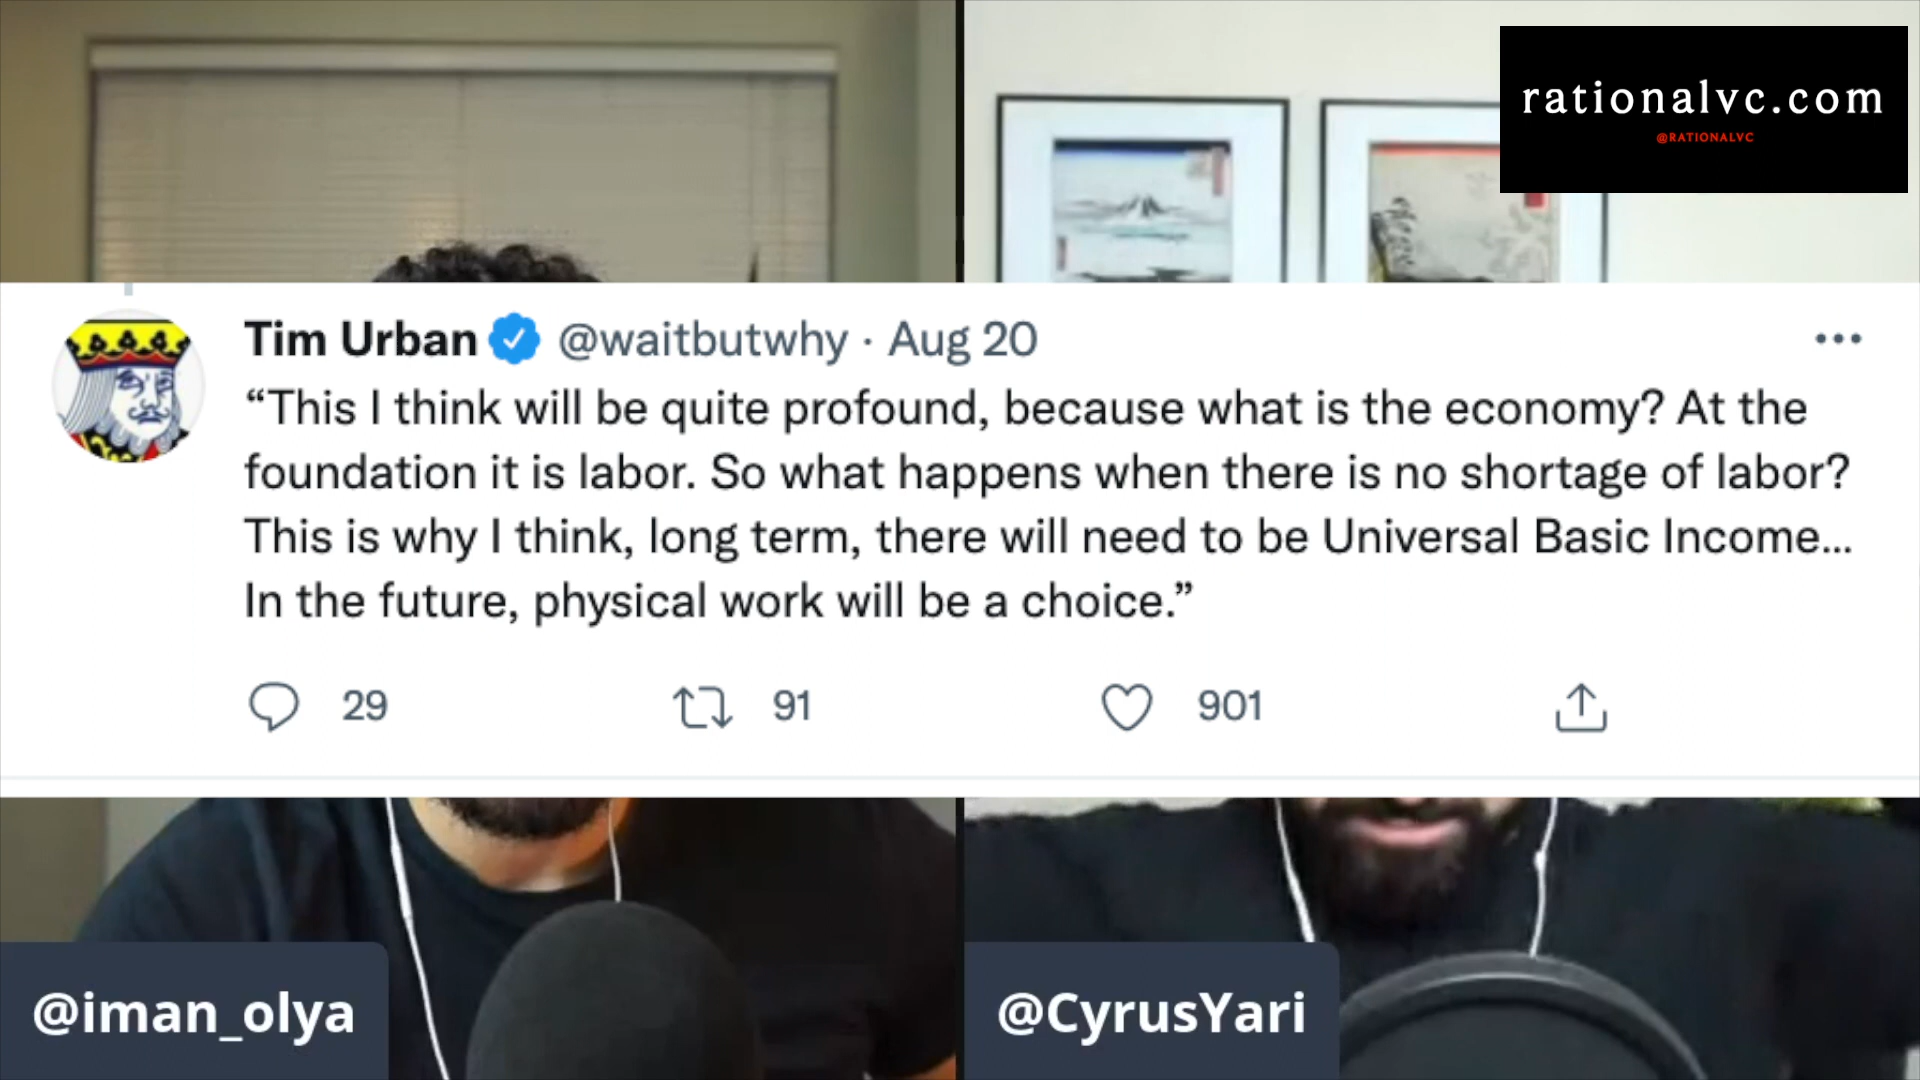 rationalvc.com
@RATIONALVC
Tim Urban @waitbutwhy · Aug 20
“This I think will be quite profound, because what is the economy? At the
foundation it is labor. So what happens when there is no shortage of labor?
This is why I think, long term, there will need to be Universal Basic Income...
In the future, physical work will be a choice.”
29 91 901
@iman_olya @CyrusYari